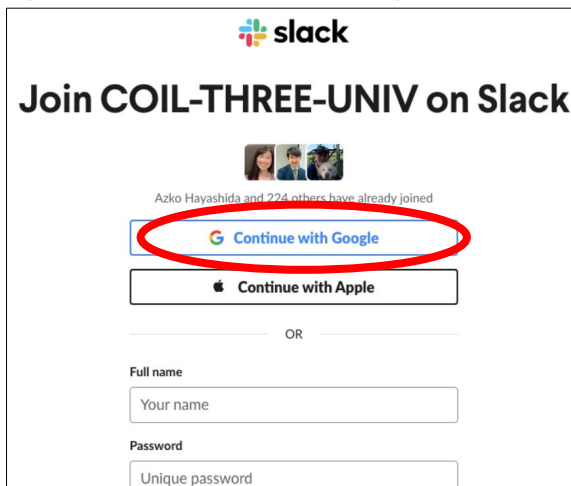 slack
Join COIL-THREE-UNIV on Slack
Azko Hayashida and 224 others have already joined
Continue with Google
Continue with Apple
OR
Full name
Your name
Password
Unique password